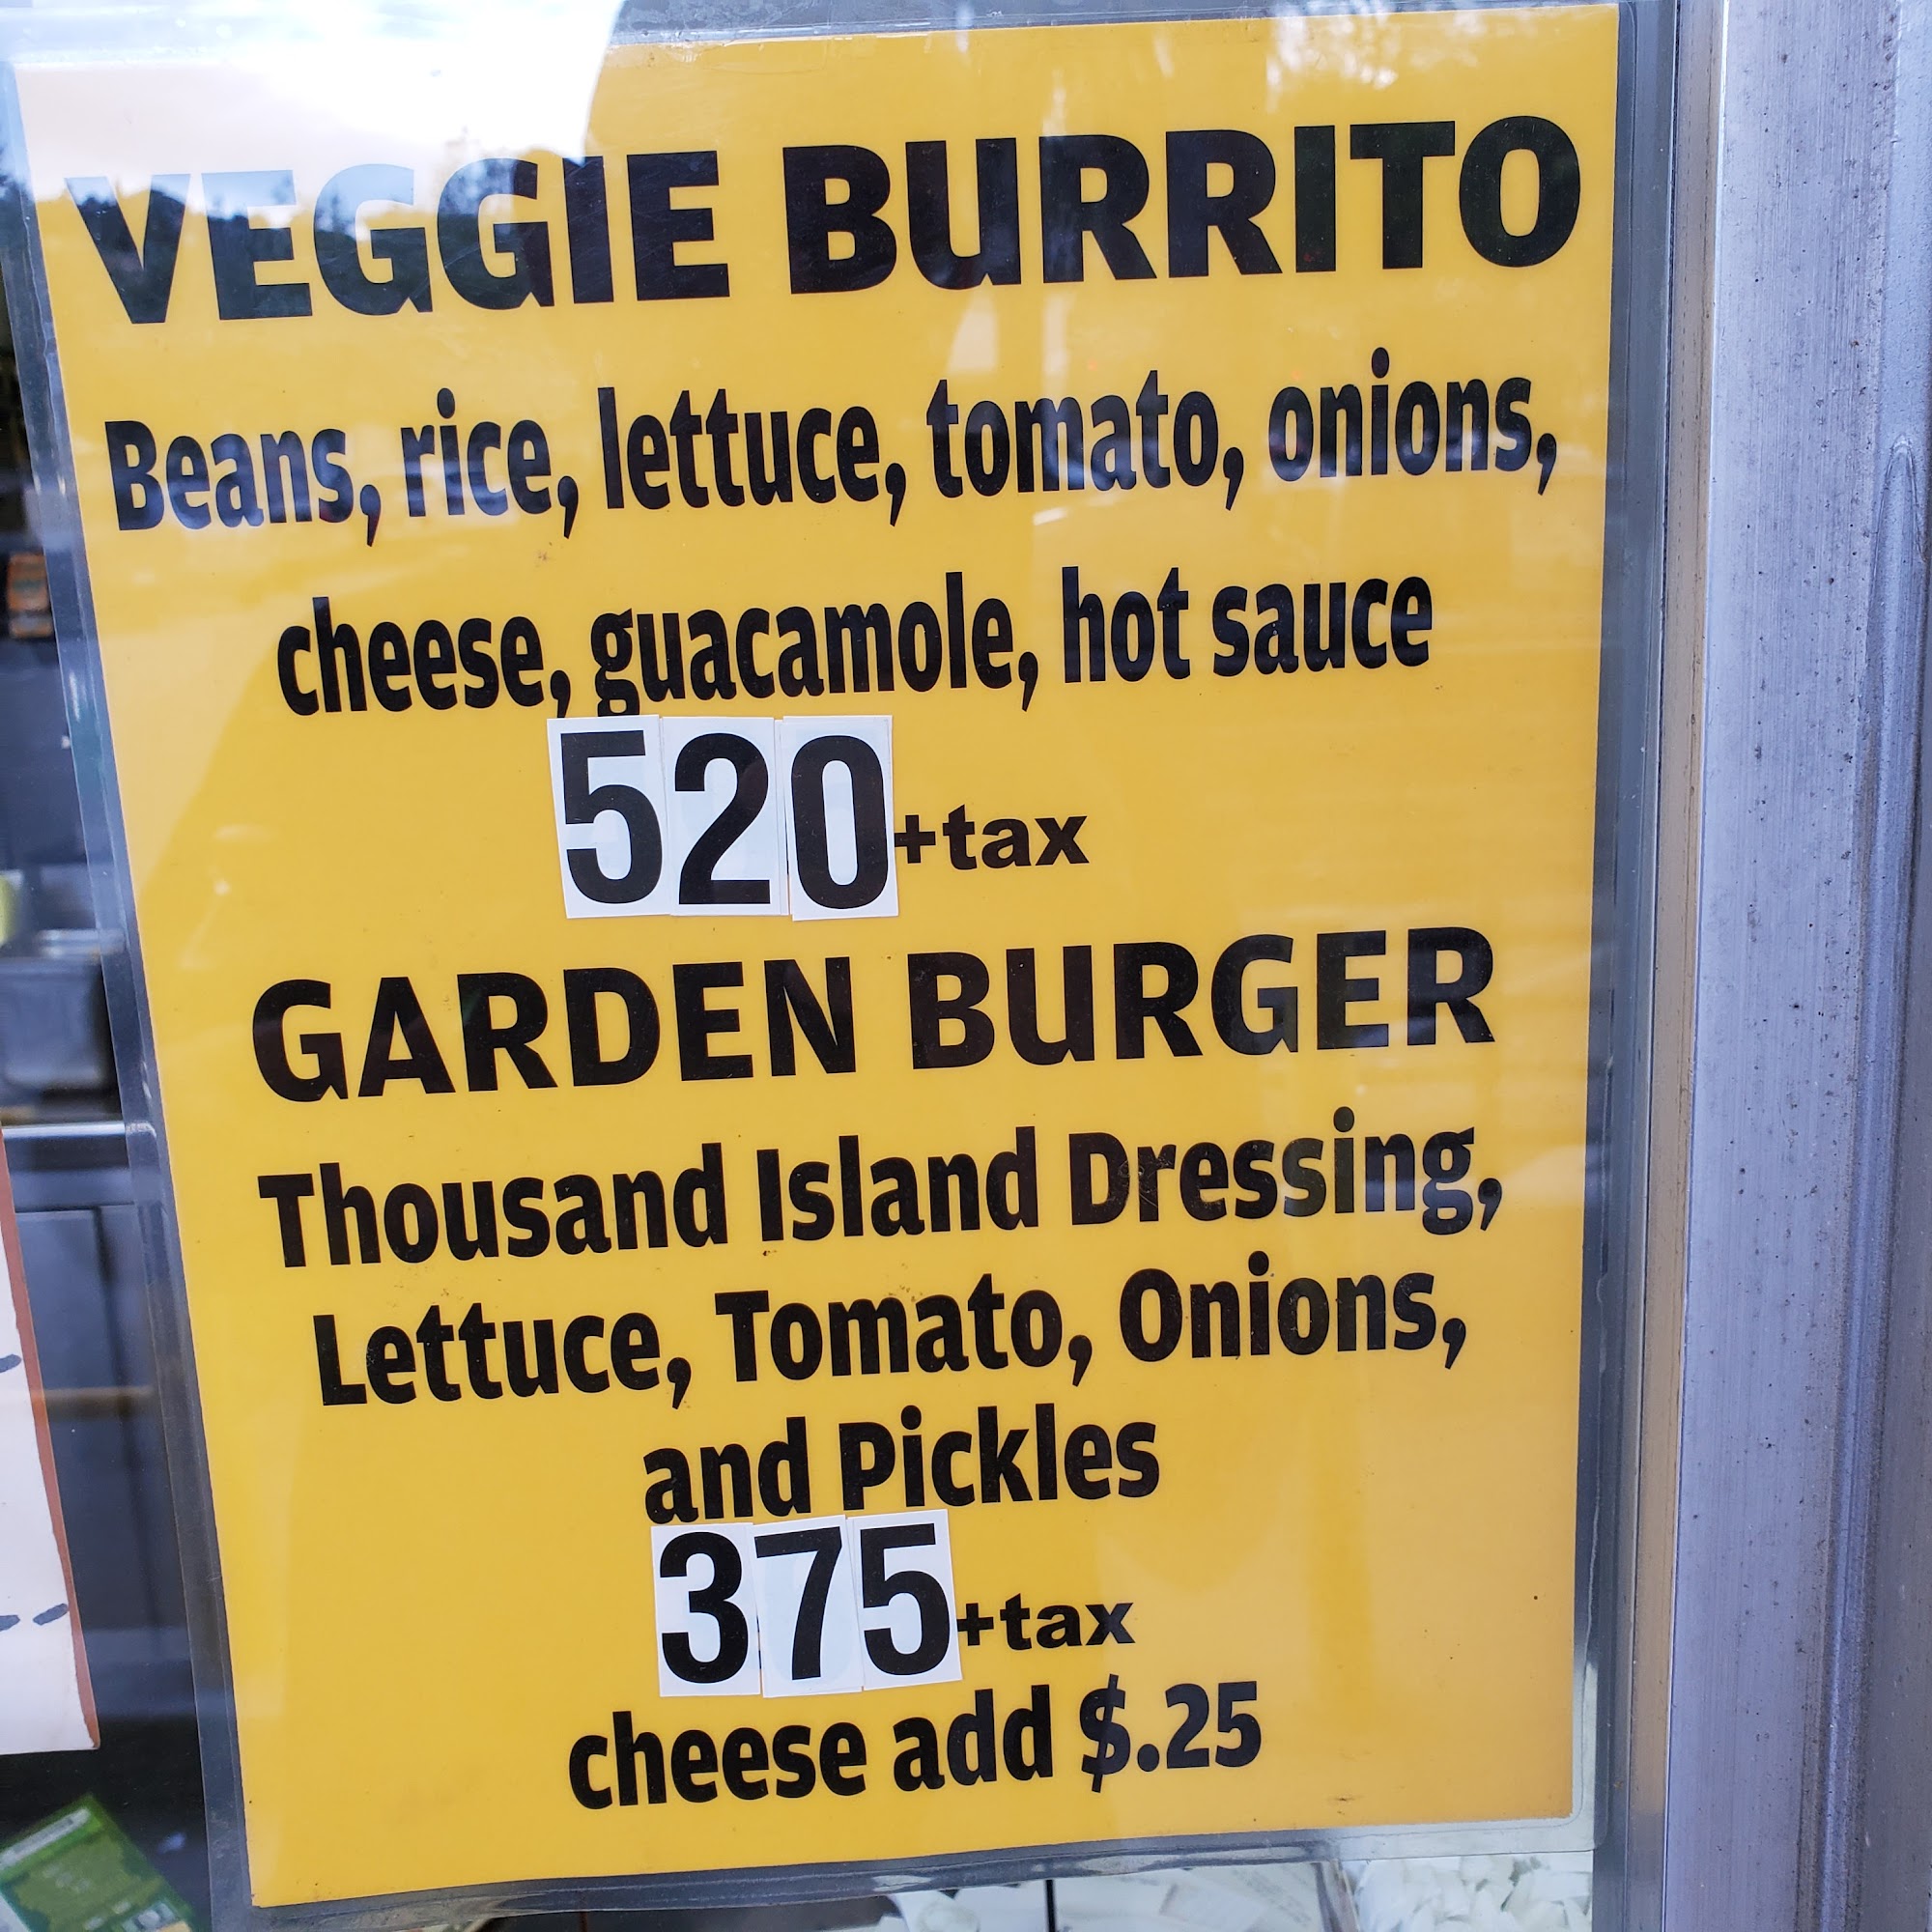 VEGGIE BURRITO
Beans, rice, lettuce, tomato, onions,
cheese, guacamole, hot sauce
520+tax
GARDEN BURGER
Thousand Island Dressing,
Lettuce, Tomato, Onions,
and Pickles
375+tax
cheese add $.25